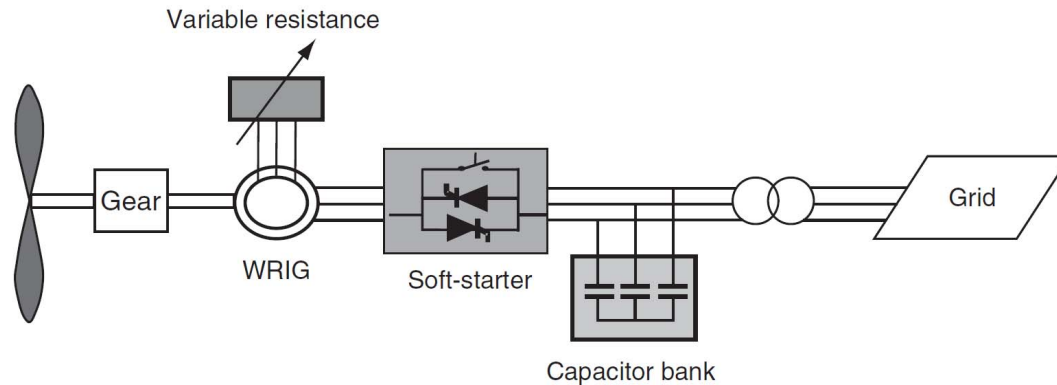 Variable resistance
Gear
WRIG
Soft-starter
Capacitor bank
Grid